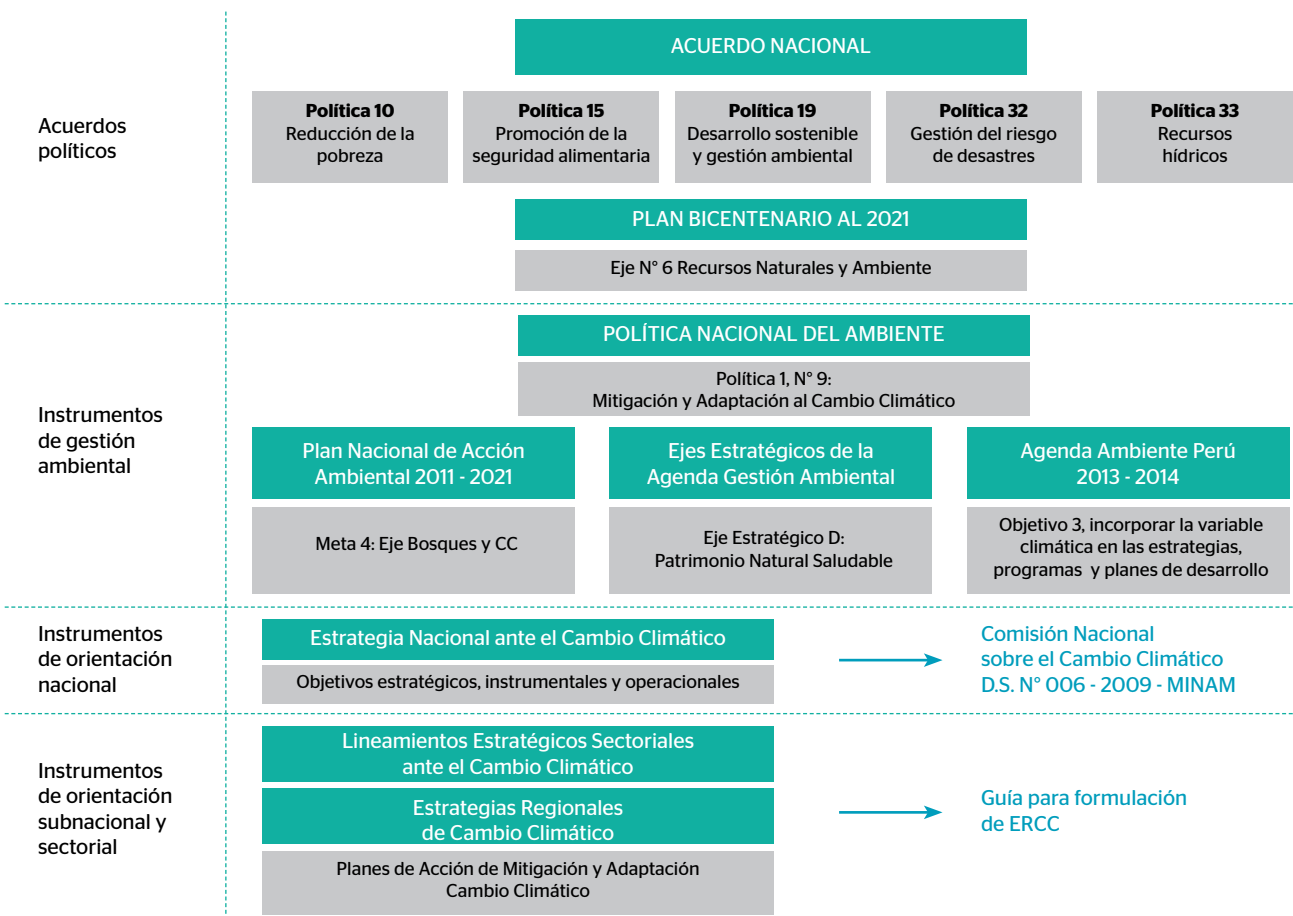 ACUERDO NACIONAL
Acuerdos
políticos
Política 10
Reducción de la
pobreza
Política 15
Promoción de la
seguridad alimentaria
Política 19
Desarrollo sostenible
y gestión ambiental
Política 32
Gestión del riesgo
de desastres
Política 33
Recursos
hídricos
PLAN BICENTENARIO AL 2021
Eje N° 6 Recursos Naturales y Ambiente
Instrumentos
de gestión
ambiental
POLÍTICA NACIONAL DEL AMBIENTE
Política 1, N° 9:
Mitigación y Adaptación al Cambio Climático
Plan Nacional de Acción
Ambiental 2011 - 2021
Meta 4: Eje Bosques y CC
Ejes Estratégicos de la
Agenda Gestión Ambiental
Eje Estratégico D:
Patrimonio Natural Saludable
Agenda Ambiente Perú
2013 - 2014
Objetivo 3, incorporar la variable
climática en las estrategias,
programas y planes de desarrollo
Instrumentos
de orientación
nacional
Estrategia Nacional ante el Cambio Climático
Objetivos estratégicos, instrumentales y operacionales
Comisión Nacional
sobre el Cambio Climático
D.S. N° 006 - 2009 - MINAM
Instrumentos
de orientación
subnacional y
sectorial
Lineamientos Estratégicos Sectoriales
ante el Cambio Climático
Estrategias Regionales
de Cambio Climático
Planes de Acción de Mitigación y Adaptación
Cambio Climático
Guía para formulación
de ERCC